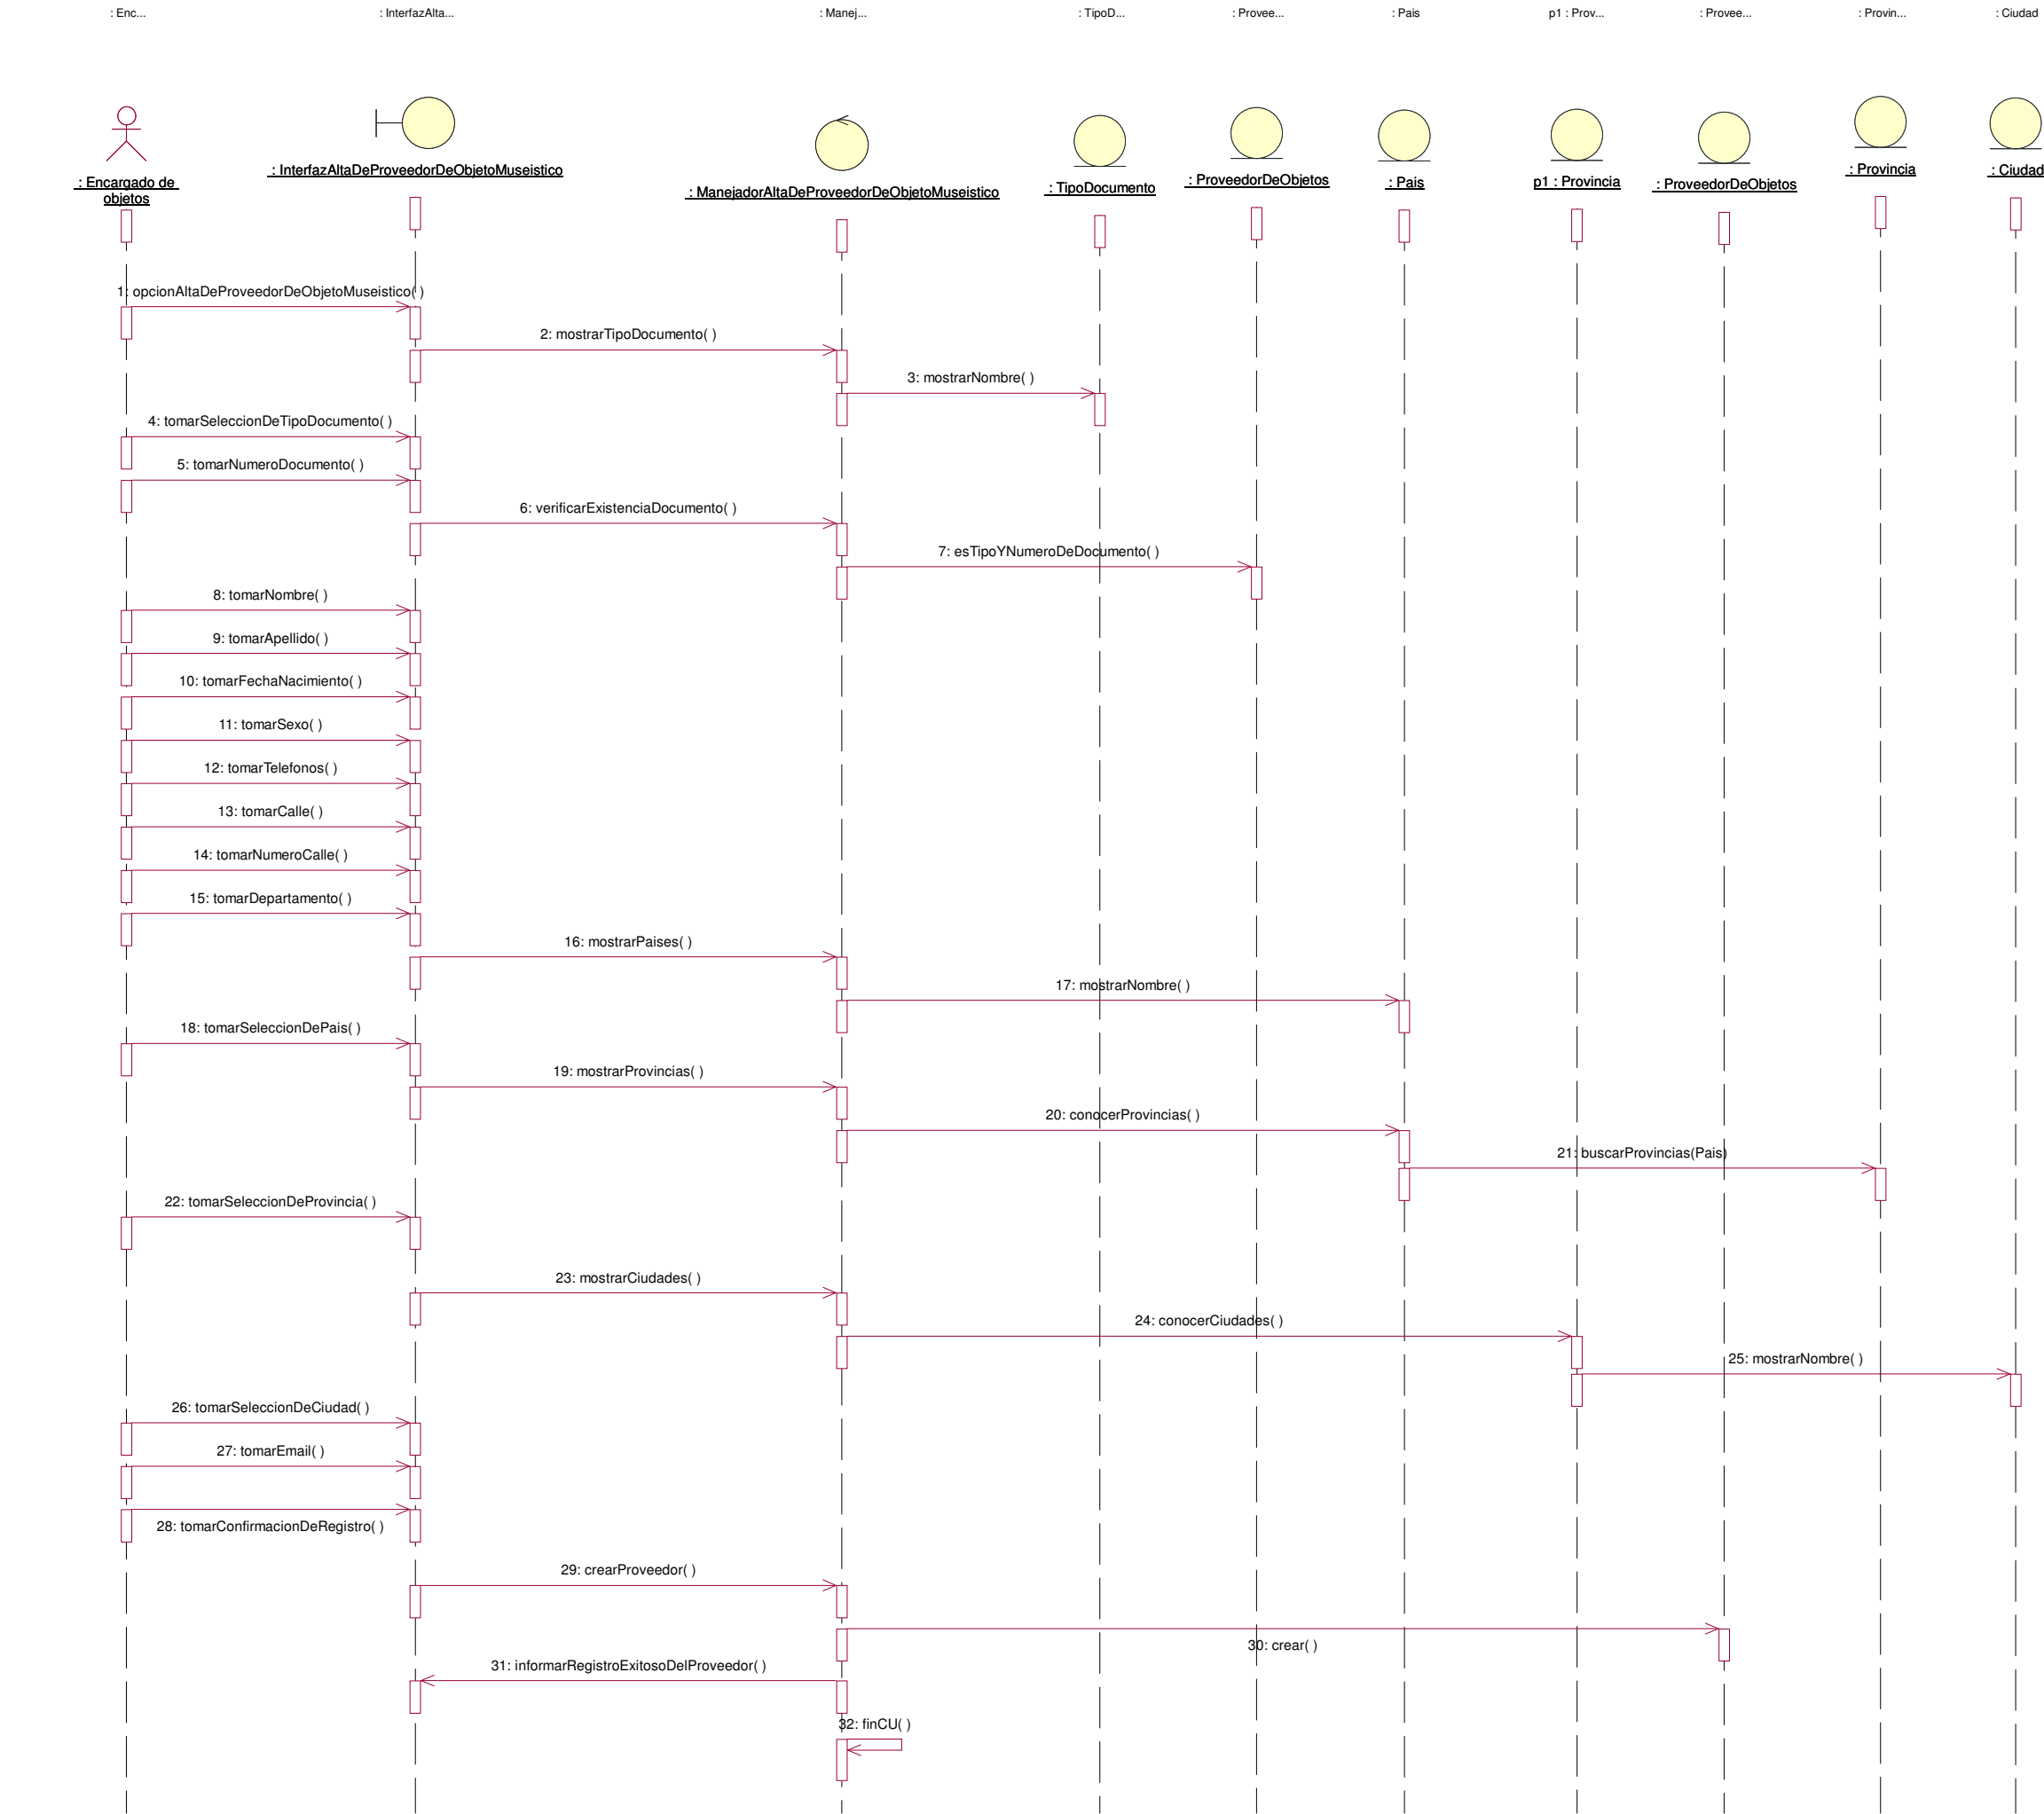 : Enc...
: InterfazAlta...
: Manej...
: TipoD...
: Provee...
: Pais
p1 : Prov...
: Provee...
: Provin...
: Ciudad
: Encargado de
objetos
: InterfazAltaDeProveedorDeObjetoMuseistico
: ManejadorAltaDeProveedorDeObjetoMuseistico
: TipoDocumento
: ProveedorDeObjetos
: Pais
p1 : Provincia
: ProveedorDeObjetos
: Provincia
: Ciudad
1: opcionAltaDeProveedorDeObjetoMuseistico( )
2: mostrarTipoDocumento( )
3: mostrarNombre( )
4: tomarSeleccionDeTipoDocumento( )
5: tomarNumeroDocumento( )
6: verificarExistenciaDocumento( )
7: esTipoYNumeroDeDocumento( )
8: tomarNombre( )
9: tomarApellido( )
10: tomarFechaNacimiento( )
11: tomarSexo( )
12: tomarTelefonos( )
13: tomarCalle( )
14: tomarNumeroCalle( )
15: tomarDepartamento( )
16: mostrarPaises( )
17: mostrarNombre( )
18: tomarSeleccionDePais( )
19: mostrarProvincias( )
20: conocerProvincias( )
21: buscarProvincias(Pais)
22: tomarSeleccionDeProvincia( )
23: mostrarCiudades( )
24: conocerCiudades( )
25: mostrarNombre( )
26: tomarSeleccionDeCiudad( )
27: tomarEmail( )
28: tomarConfirmacionDeRegistro( )
29: crearProveedor( )
30: crear( )
31: informarRegistroExitosoDelProveedor( )
32: finCU( )